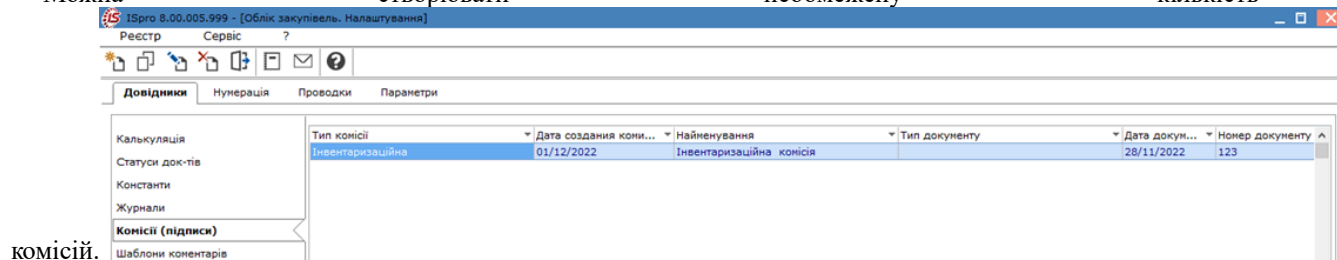 Можна створювати необмежену кількість
ISpro 8.00.005.999 - [Облік закупівель. Налаштування]
Реєстр Сервіс ?
Довідники Нумерація Проводки Параметри
Калькуляція
Статуси док-тів
Константи
Журнали
Комісії (підписи)
Шаблони коментарів
Тип комісії Дата создания коми... Найменування Тип документу Дата докум... Номер документу
Інвентаризаційна 01/12/2022 Інвентаризаційна комісія 28/11/2022 123
комісій.